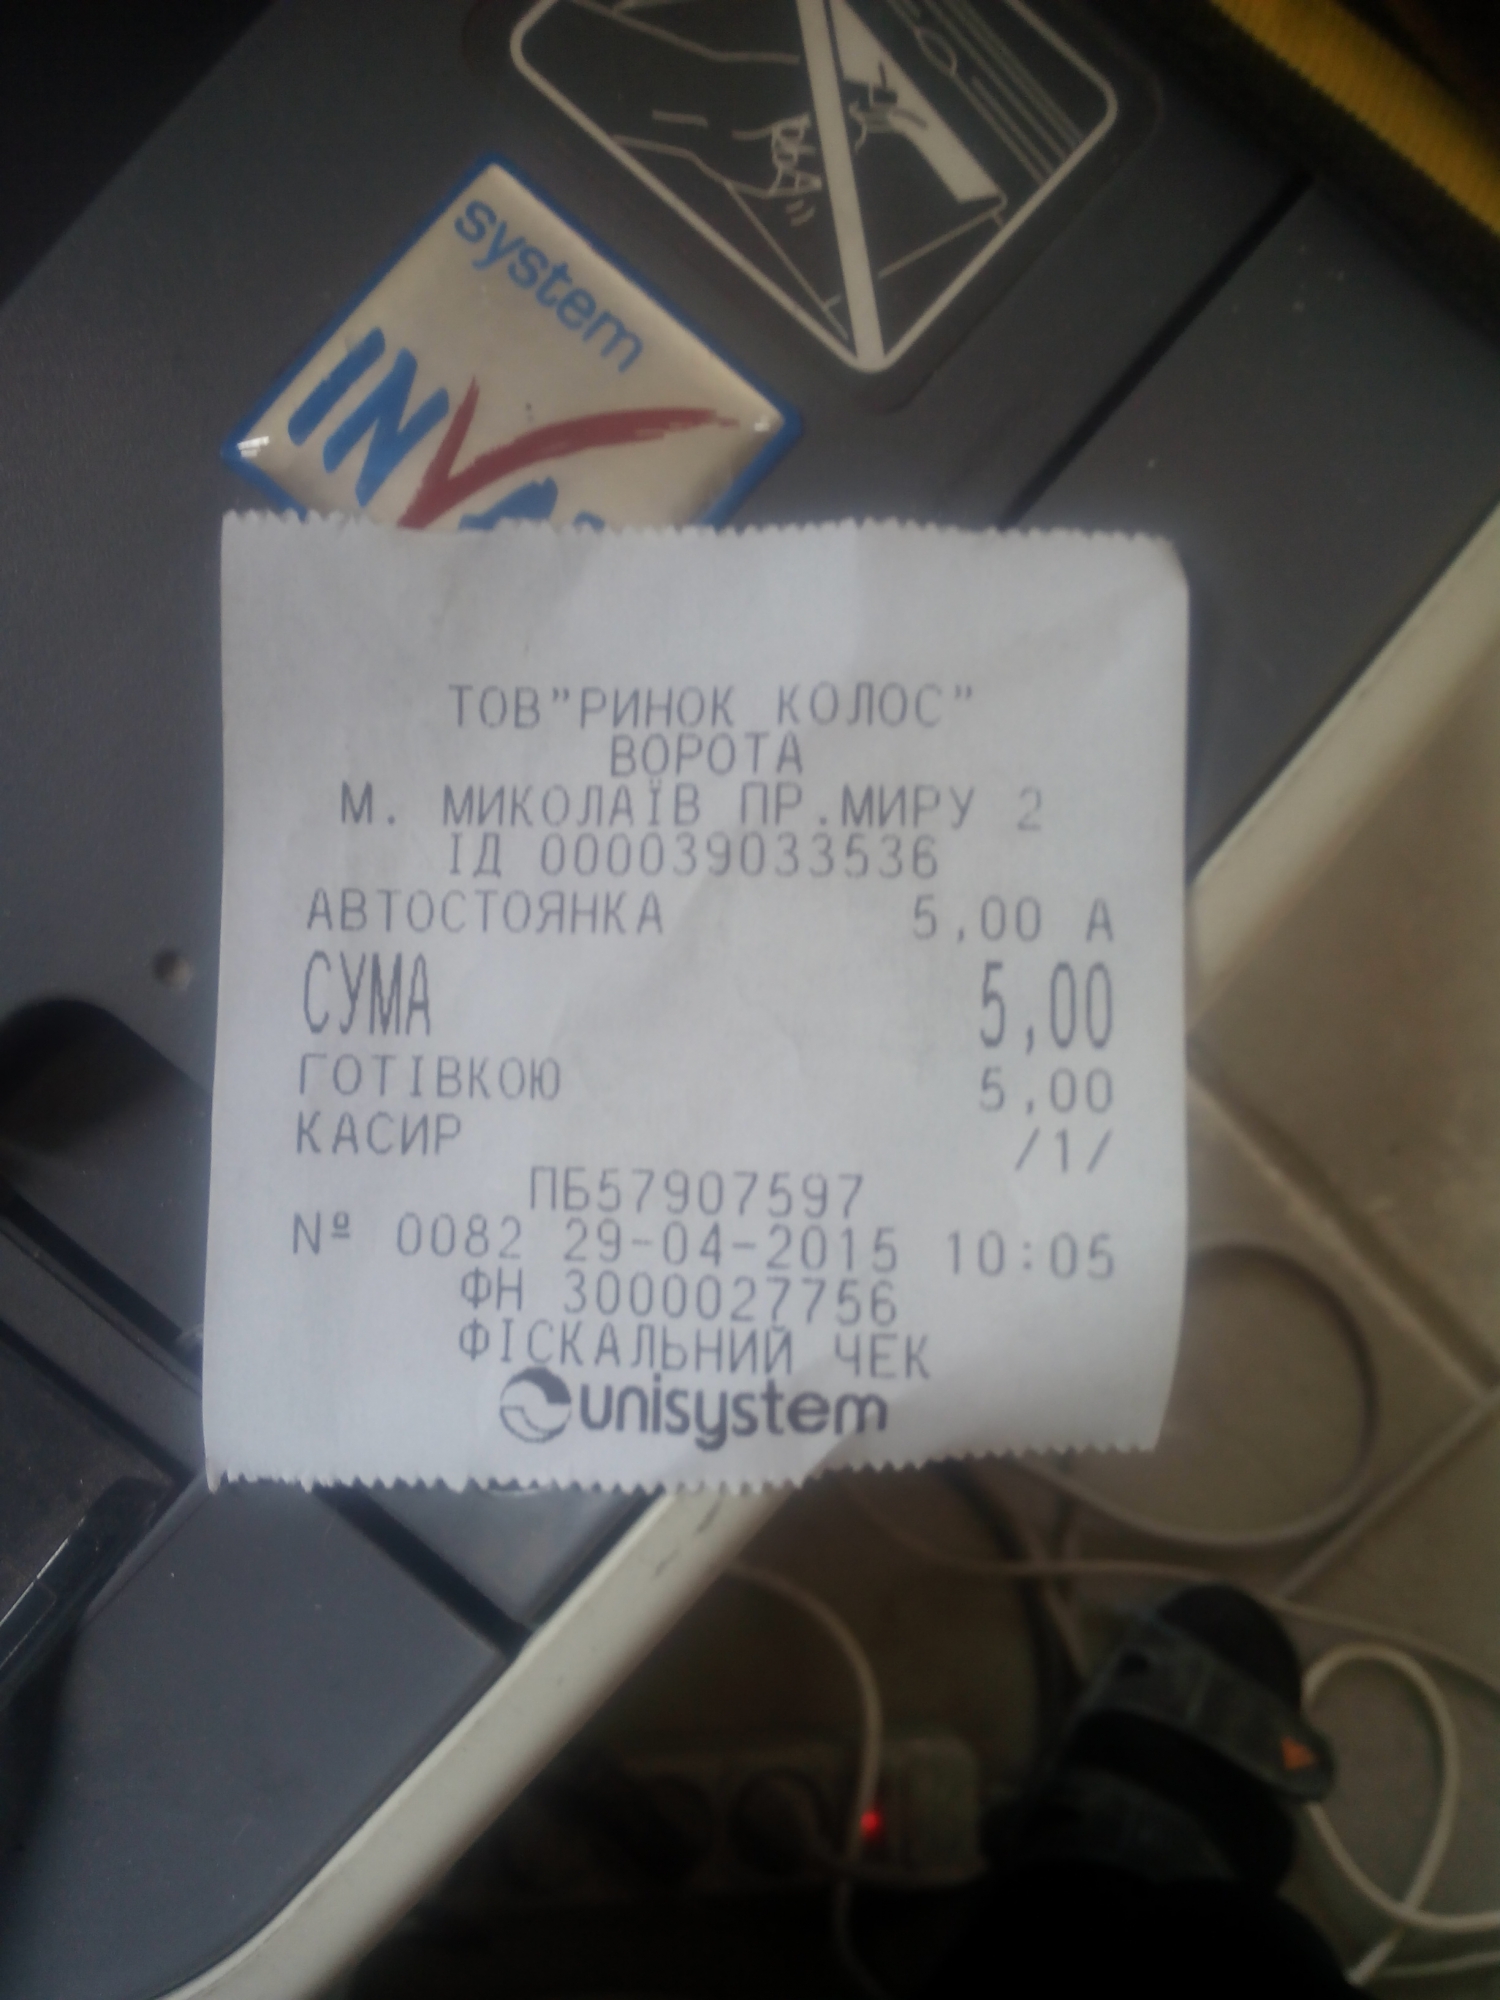 system
ТОВ"РИНОК КОЛОС"
ВОРОТА
М. МИКОЛАЇВ ПР.МИРУ 2
ІД 000039033536
АВТОСТОЯНКА 5,00 А
СУМА 5,00
ГОТІВКОЮ 5,00
КАСИР /1/
ПБ57907597
№ 0082 29-04-2015 10:05
ФН 3000027756
ФІСКАЛЬНИЙ ЧЕК
unisystem